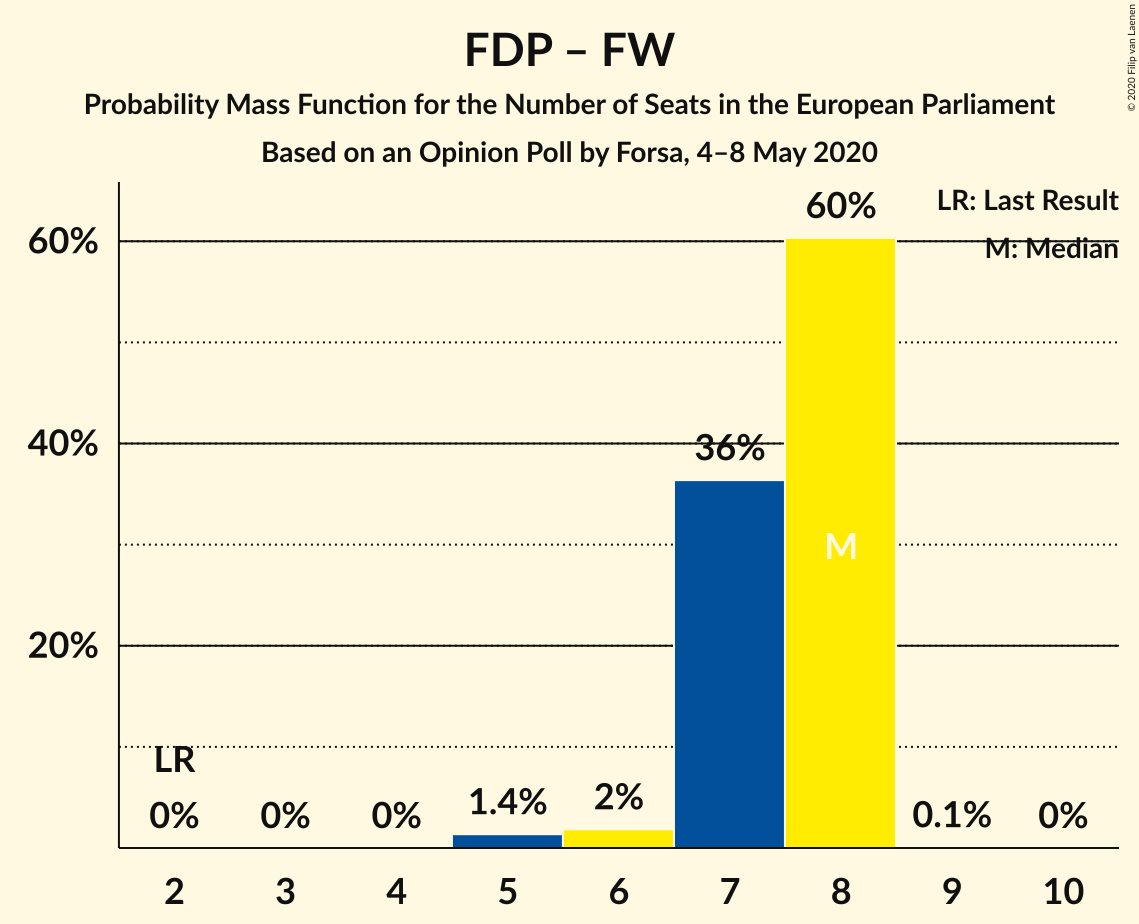 FDP – FW
Probability Mass Function for the Number of Seats in the European Parliament
Based on an Opinion Poll by Forsa, 4–8 May 2020
© 2020 Filip van Laenen
LR: Last Result
M: Median
60%
40%
20%
LR
0%
0%
0%
1.4%
2%
36%
60%
M
0.1%
0%
2 3 4 5 6 7 8 9 10